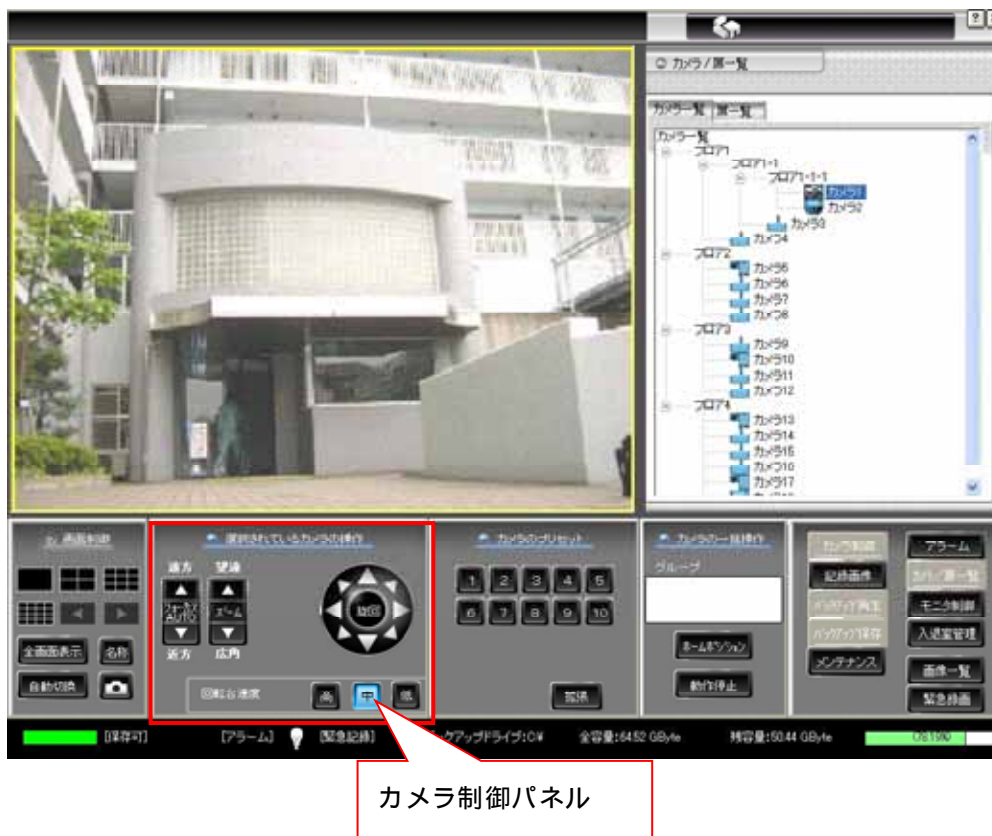 カメラ/扉一覧
カメラ一覧 扉一覧
カメラ一覧
フロア1
フロア1-1
フロア1-1-1
カメラ1
カメラ2
カメラ3
カメラ4
フロア2
カメラ5
カメラ6
カメラ7
カメラ8
フロア3
カメラ9
カメラ10
カメラ11
カメラ12
フロア4
カメラ13
カメラ14
カメラ15
カメラ16
カメラ17
画面制御
全画面表示 名称
自動切換
選択されているカメラの操作
遠方 望遠
フォーカス AUTO ズーム 旋回
近方 広角
回転台速度 高 中 低
カメラのプリセット
1 2 3 4 5
6 7 8 9 10
拡張
カメラの一括操作
グループ
ホームポジション
動作停止
カメラ制御 アラーム
記録画像 カメラ/扉一覧
バックアップ再生 モニタ制御
バックアップ保存 入退室管理
メンテナンス 画像一覧
緊急録画
[保存可] [アラーム] [緊急記録] クアップドライブ:C¥ 全容量:64.52 GByte 残容量:50.44 GByte
カメラ制御パネル